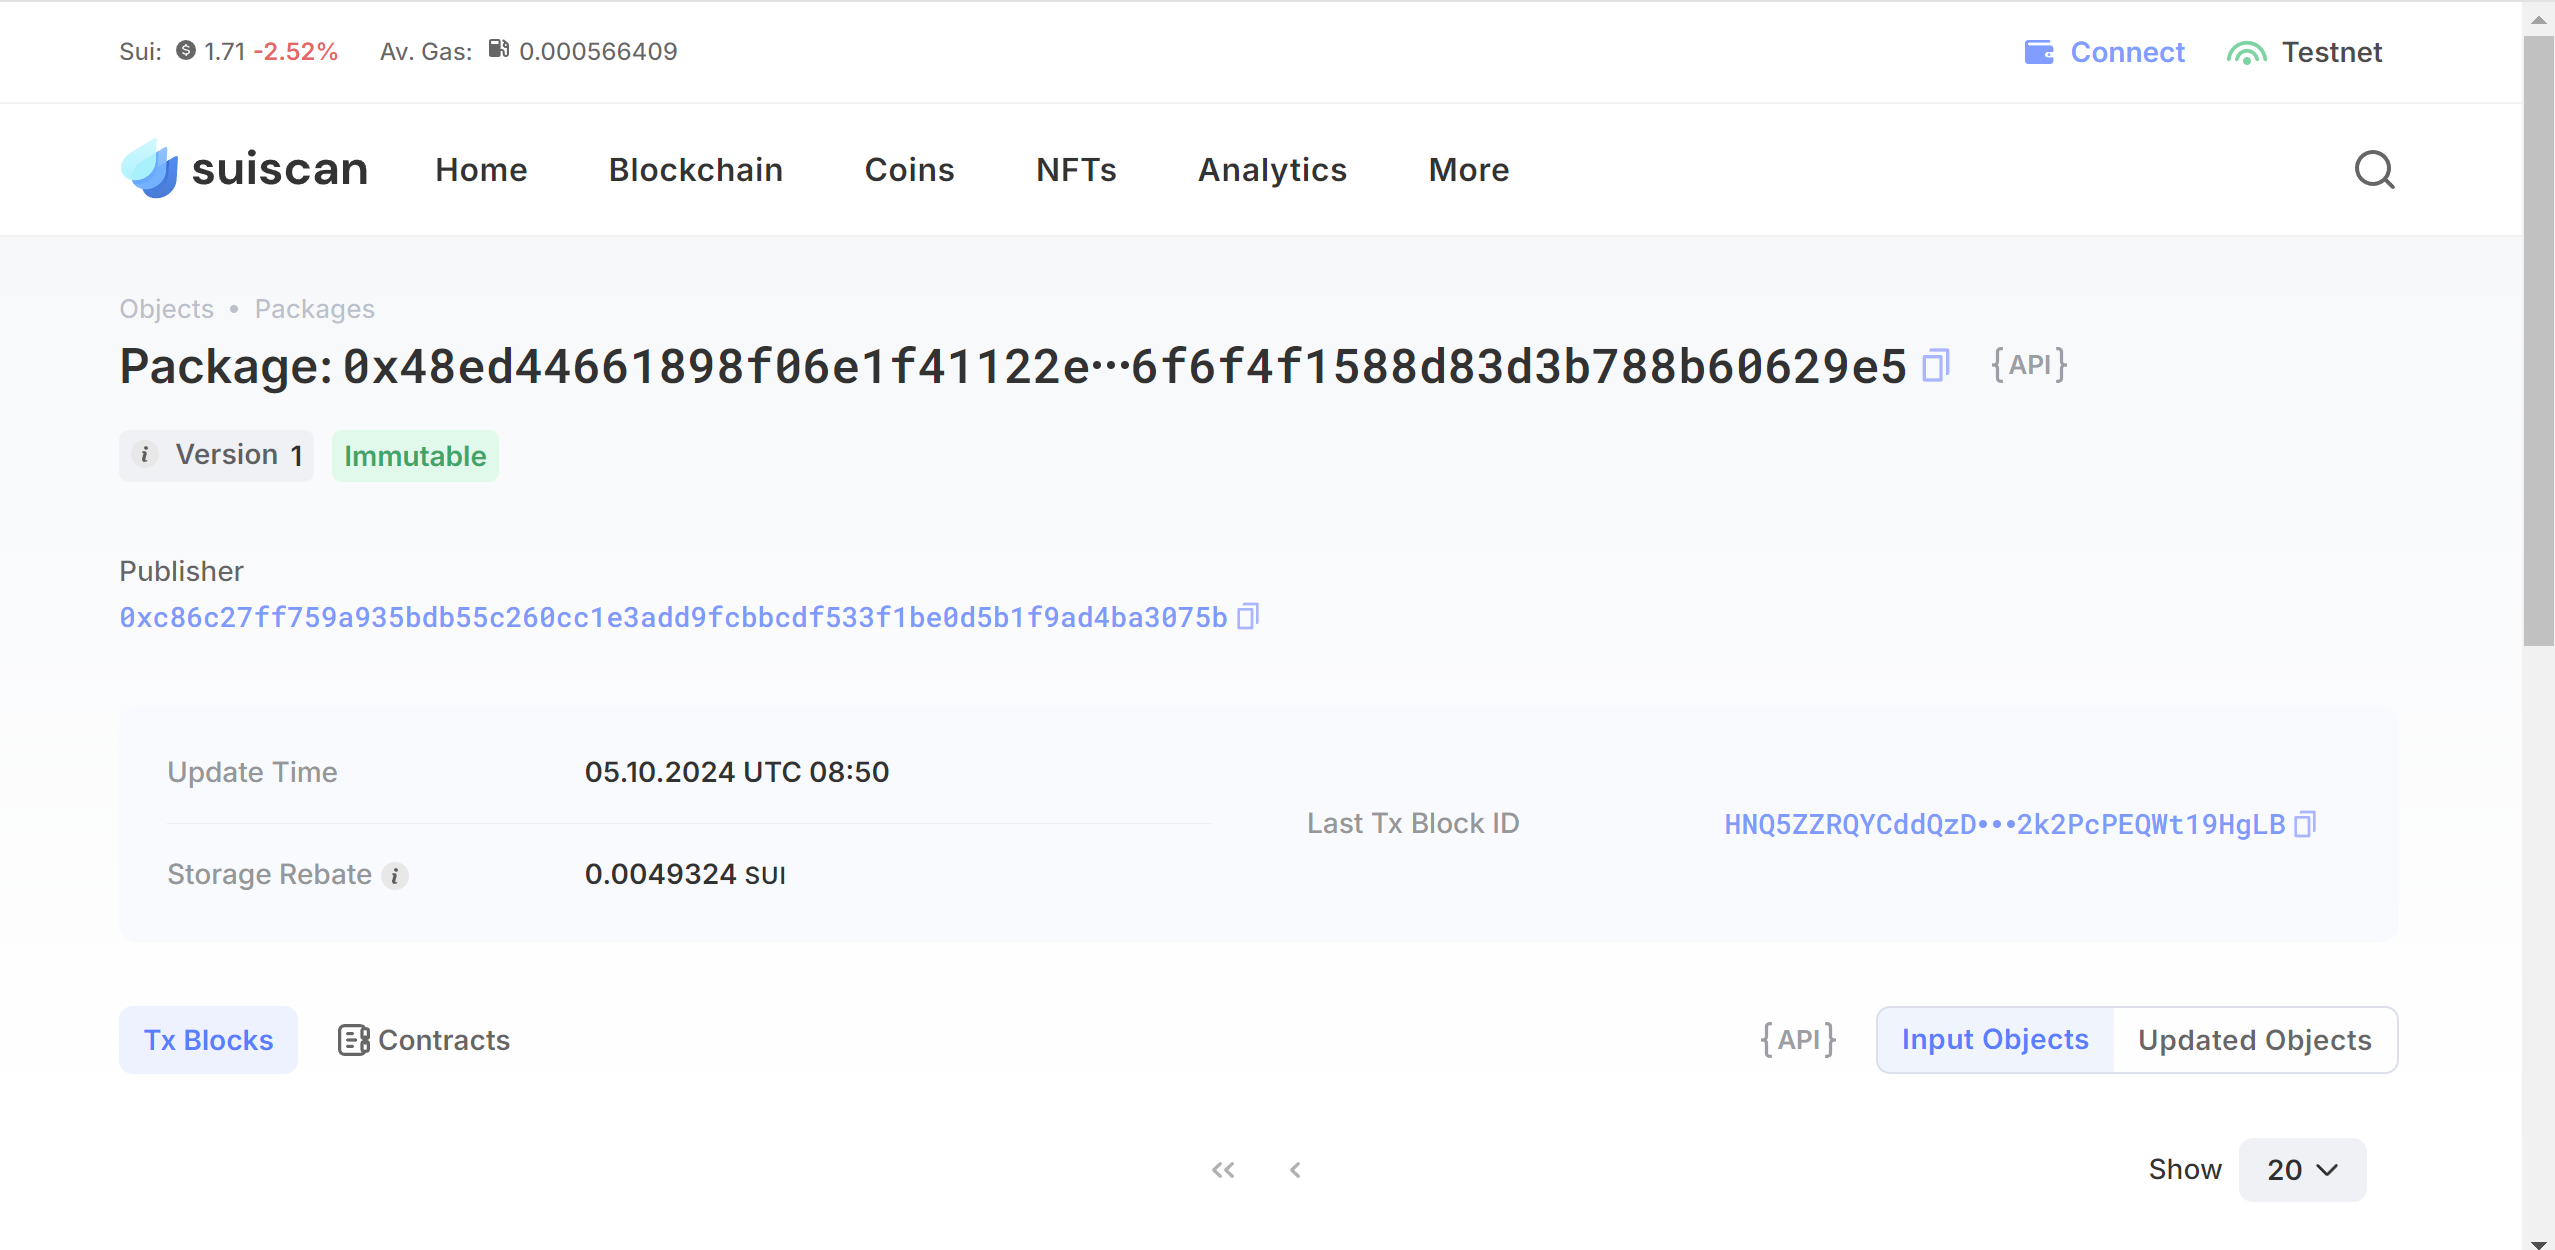 Sui: 1.71 -2.52% Av. Gas: 0.000566409 Connect Testnet
suiscan Home Blockchain Coins NFTs Analytics More
Objects • Packages
Package: 0x48ed44661898f06e1f41122e···6f6f4f1588d83d3b788b60629e5 {API}
i Version 1 Immutable
Publisher
0xc86c27ff759a935bdb55c260cc1e3add9fcbbcdf533f1be0d5b1f9ad4ba3075b
Update Time 05.10.2024 UTC 08:50
Last Tx Block ID HNQ5ZZRQYCddQzD•••2k2PcPEQWt19HgLB
Storage Rebate i 0.0049324 SUI
Tx Blocks Contracts {API} Input Objects Updated Objects
Show 20